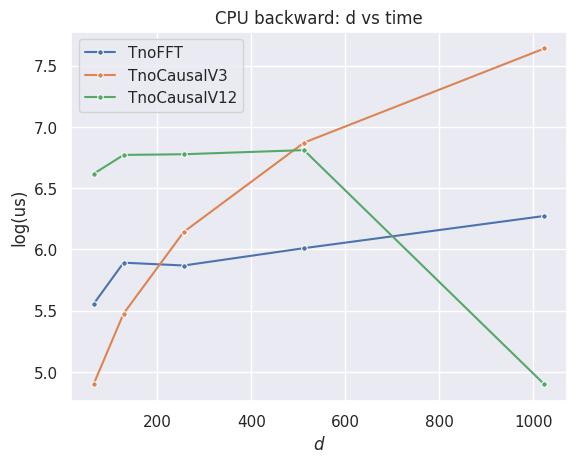 CPU backward: d vs time
TnoFFT
TnoCausalV3
TnoCausalV12
log(us)
7.5
7.0
6.5
6.0
5.5
5.0
200 400 600 800 1000
d